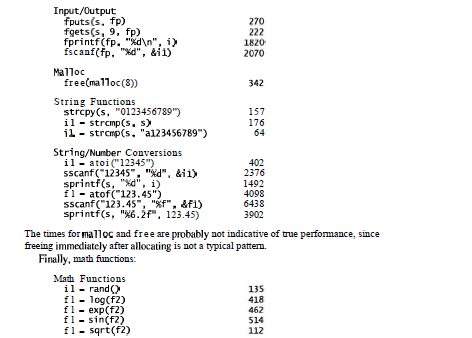 Input/Output
fputs(s, fp) 270
fgets(s, 9, fp) 222
fprintf(fp, "%d\n", i) 1820
fscanf(fp, "%d", &i1) 2070
Malloc
free(malloc(8)) 342
String Functions
strcpy(s, "0123456789") 157
i1 = strcmp(s, s) 176
i1 = strcmp(s, "a123456789") 64
String/Number Conversions
i1 = atoi("12345") 402
sscanf("12345", "%d", &i1) 2376
sprintf(s, "%d", i) 1492
f1 = atof("123.45") 4098
sscanf("123.45", "%f", &f1) 6438
sprintf(s, "%6.2f", 123.45) 3902
The times for malloc and free are probably not indicative of true performance, since
freeing immediately after allocating is not a typical pattern.
Finally, math functions:
Math Functions
i1 = rand() 135
f1 = log(f2) 418
f1 = exp(f2) 462
f1 = sin(f2) 514
f1 = sqrt(f2) 112